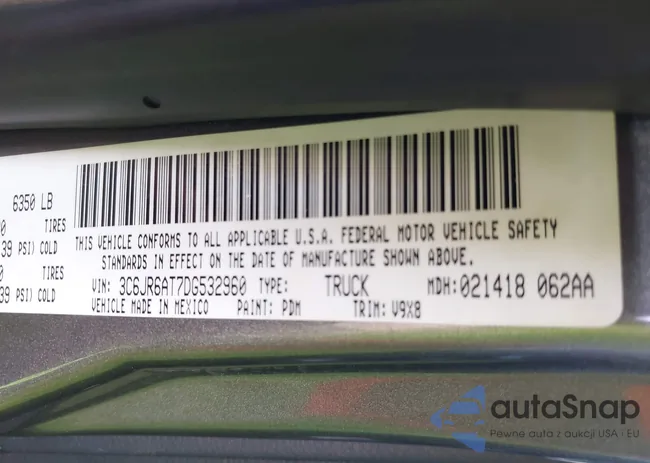 6350 LB
TIRES
39 PSI) COLD
TIRES
39 PSI) COLD
THIS VEHICLE CONFORMS TO ALL APPLICABLE U.S.A. FEDERAL MOTOR VEHICLE SAFETY
STANDARDS IN EFFECT ON THE DATE OF MANUFACTURE SHOWN ABOVE.
VIN: 3C6JR6AT7DG532960 TYPE: TRUCK MDH: 021418 062AA
VEHICLE MADE IN MEXICO PAINT: PDM TRIM: V9X8
autaSnap
Pewne auta z aukcji USA · EU